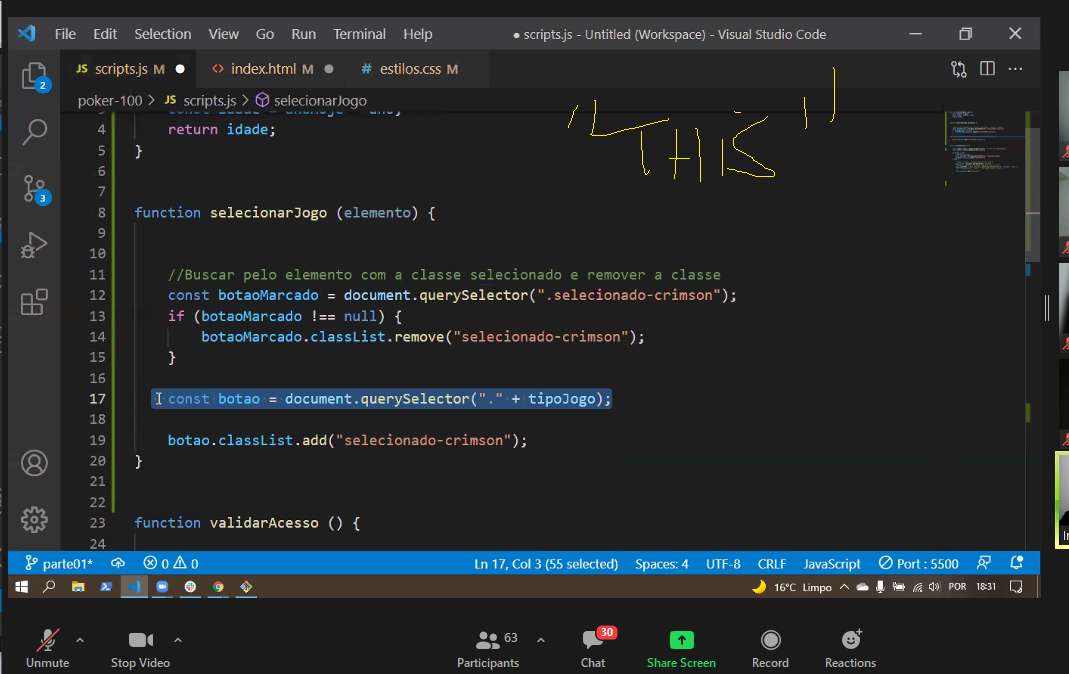 File Edit Selection View Go Run Terminal Help ● scripts.js - Untitled (Workspace) - Visual Studio Code
JS scripts.js M ● <> index.html M ● # estilos.css M
poker-100 > JS scripts.js > selecionarJogo
"THIS"
4 return idade;
5 }
6
7
8 function selecionarJogo (elemento) {
9
10
11 //Buscar pelo elemento com a classe selecionado e remover a classe
12 const botaoMarcado = document.querySelector(".selecionado-crimson");
13 if (botaoMarcado !== null) {
14 botaoMarcado.classList.remove("selecionado-crimson");
15 }
16
17 const botao = document.querySelector("." + tipoJogo);
18
19 botao.classList.add("selecionado-crimson");
20 }
21
22
23 function validarAcesso () {
24
2
3
parte01* 0 0 Ln 17, Col 3 (55 selected) Spaces: 4 UTF-8 CRLF JavaScript Port : 5500
16°C Limpo POR 18:31
63 30
Unmute Stop Video Participants Chat Share Screen Record Reactions